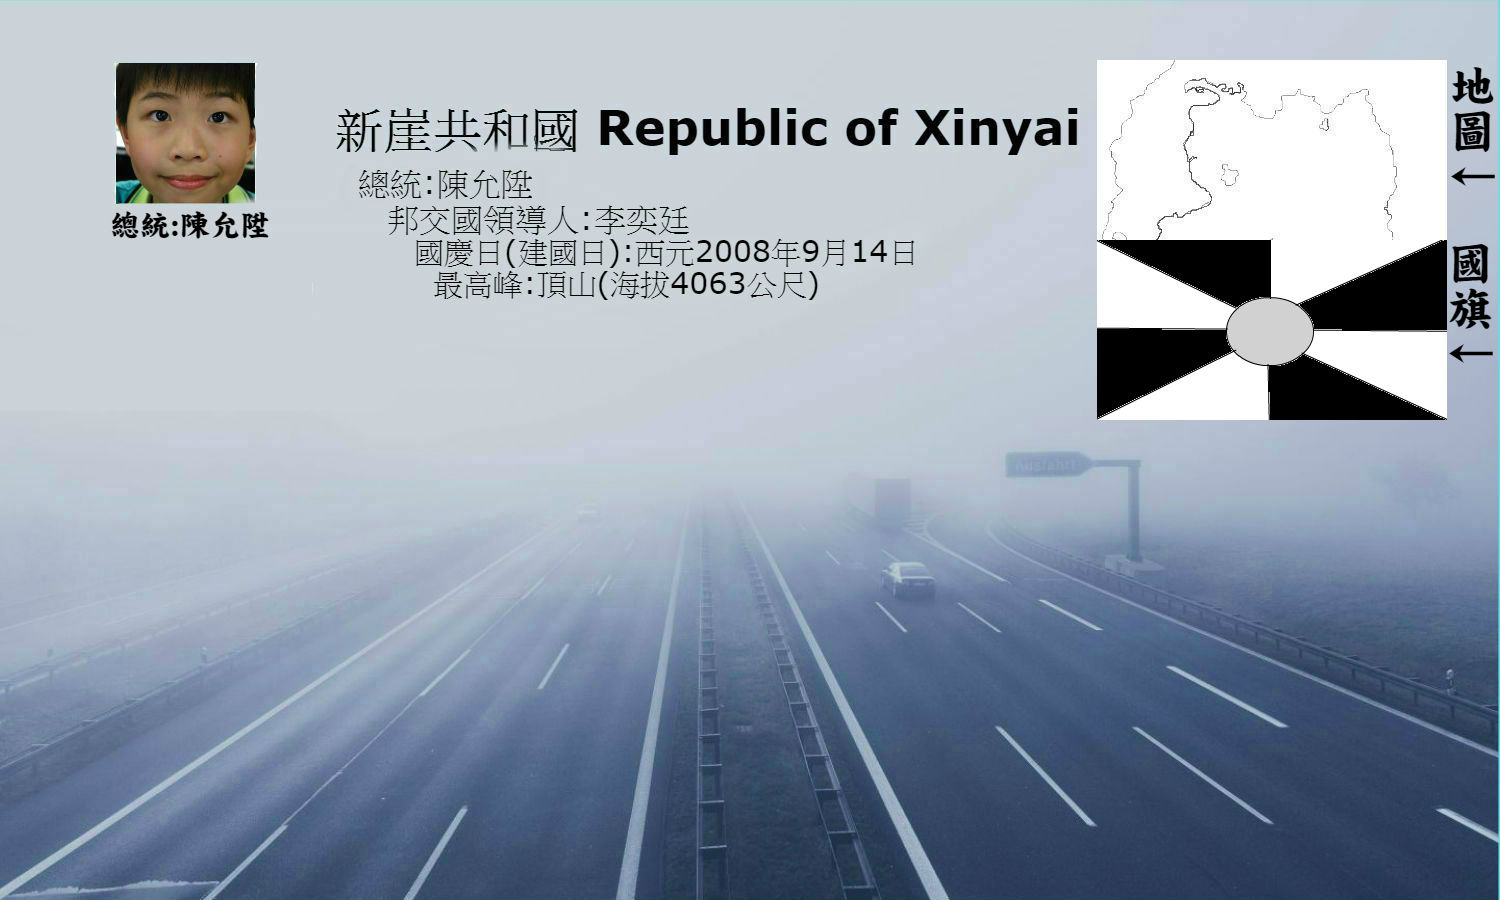 新崖共和國 Republic of Xinyai
總統:陳允陞
邦交國領導人:李奕廷
國慶日(建國日):西元2008年9月14日
最高峰:頂山(海拔4063公尺)
總統:陳允陞
地圖←
國旗←
Ausfahrt